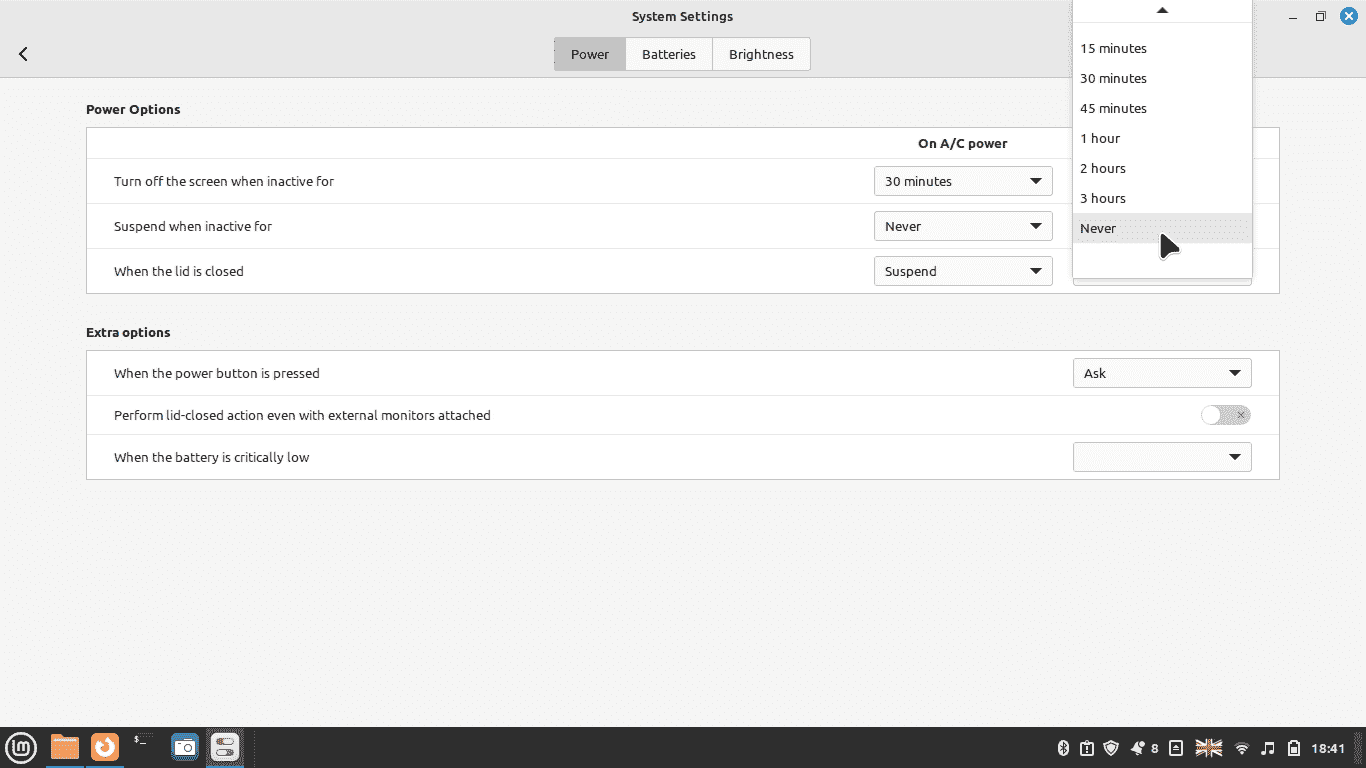 System Settings
Power Batteries Brightness
Power Options
On A/C power
Turn off the screen when inactive for 30 minutes
Suspend when inactive for Never
When the lid is closed Suspend
15 minutes
30 minutes
45 minutes
1 hour
2 hours
3 hours
Never
Extra options
When the power button is pressed Ask
Perform lid-closed action even with external monitors attached
When the battery is critically low
8 18:41